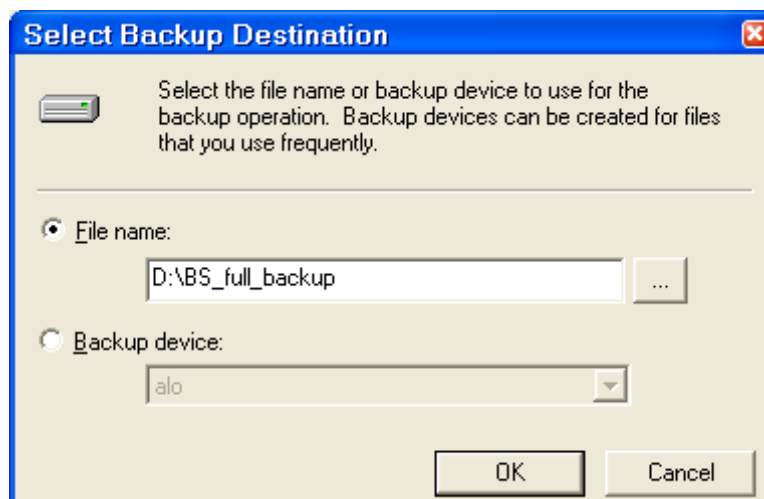 Select Backup Destination
Select the file name or backup device to use for the
backup operation.  Backup devices can be created for files
that you use frequently.
File name:
D:\BS_full_backup
...
Backup device:
alo
OK
Cancel